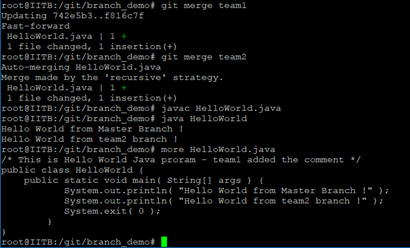 root@IITB:/git/branch_demo# git merge team1
Updating 742e5b3..f816c7f
Fast-forward
 HelloWorld.java | 1 +
 1 file changed, 1 insertion(+)
root@IITB:/git/branch_demo# git merge team2
Auto-merging HelloWorld.java
Merge made by the 'recursive' strategy.
 HelloWorld.java | 1 +
 1 file changed, 1 insertion(+)
root@IITB:/git/branch_demo# javac HelloWorld.java
root@IITB:/git/branch_demo# java HelloWorld
Hello World from Master Branch !
Hello World from team2 branch !
root@IITB:/git/branch_demo# more HelloWorld.java
/* This is Hello World Java proram - team1 added the comment */
public class HelloWorld {
    public static void main( String[] args ) {
          System.out.println( "Hello World from Master Branch !" );
          System.out.println( "Hello World from team2 branch !" );
          System.exit( 0 );
       }
}
root@IITB:/git/branch_demo#